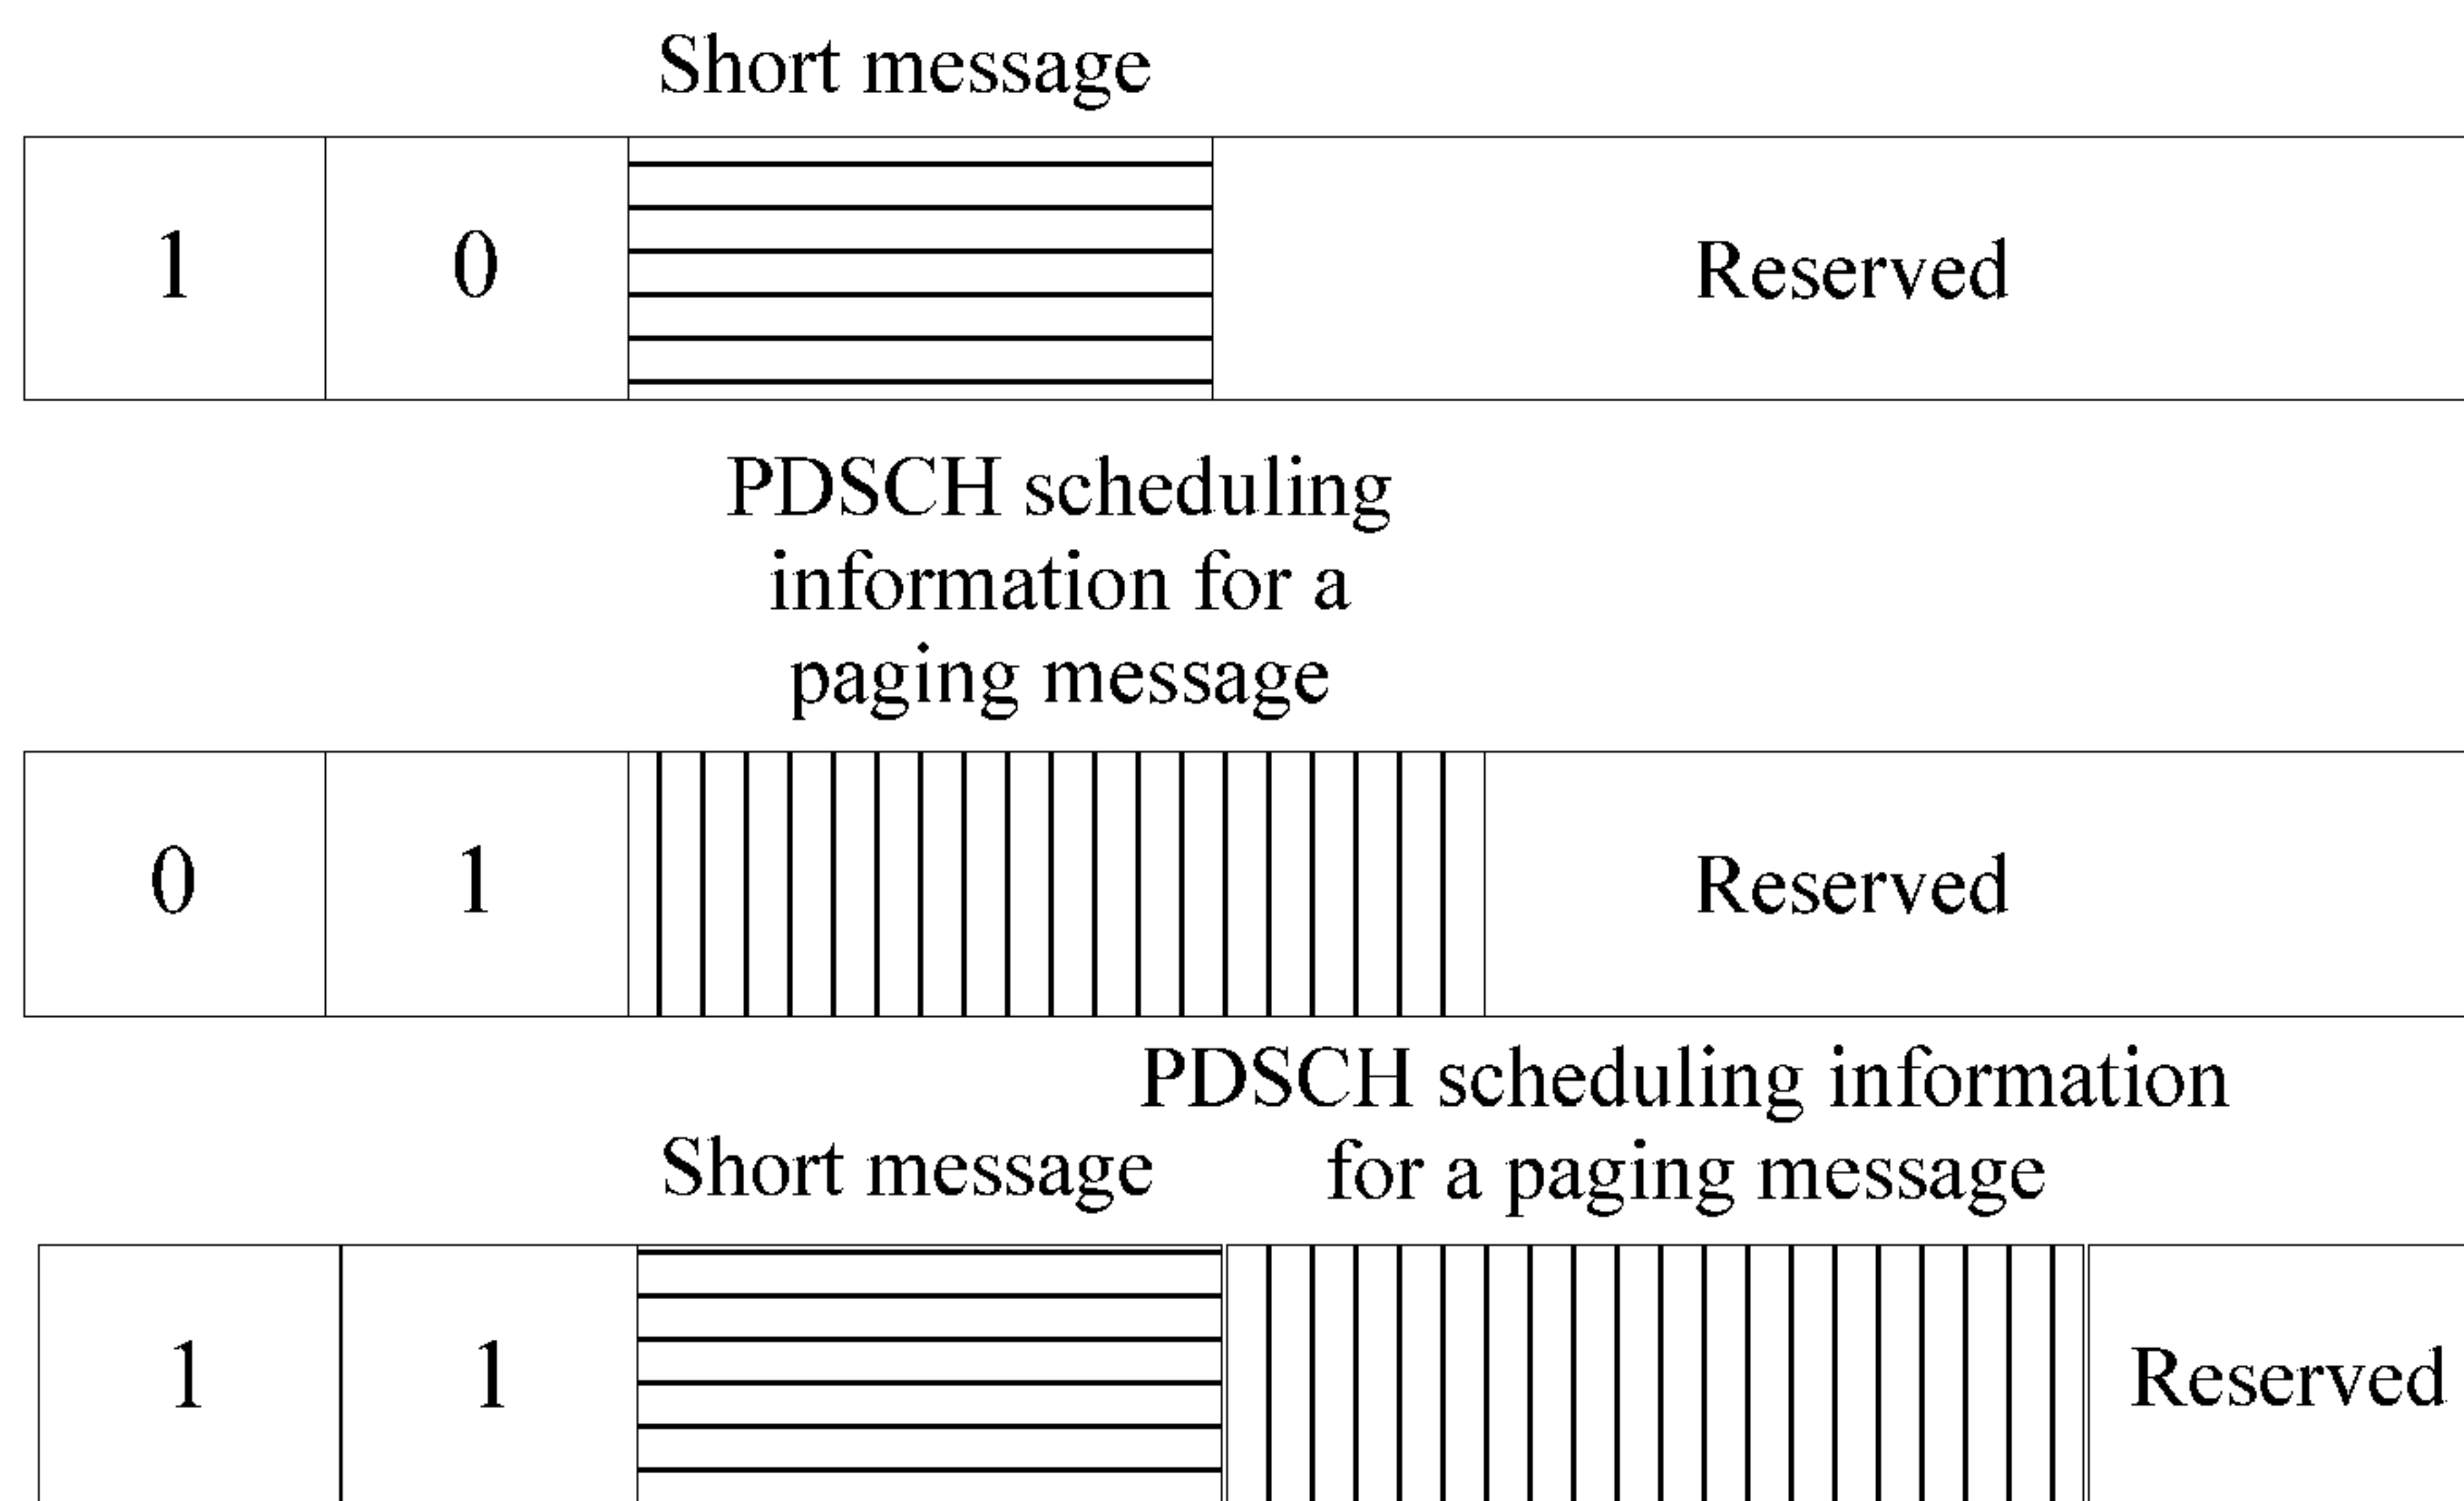 Short message
1 0 Reserved
PDSCH scheduling
information for a
paging message
0 1 Reserved
PDSCH scheduling information
for a paging message
Short message
1 1 Reserved